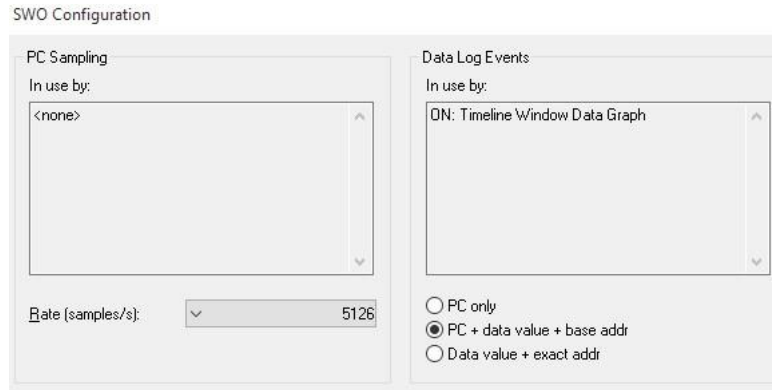 SWO Configuration
PC Sampling
In use by:
<none>
Rate (samples/s):
5126
Data Log Events
In use by:
ON: Timeline Window Data Graph
PC only
PC + data value + base addr
Data value + exact addr